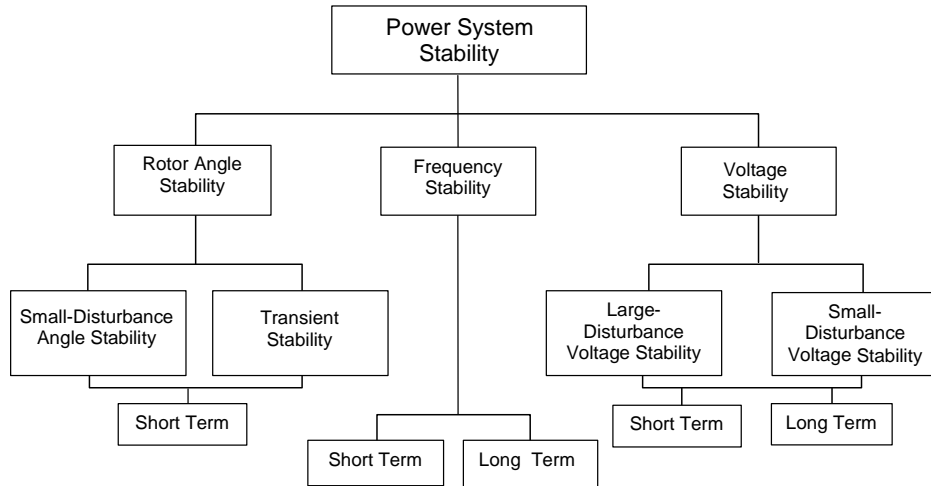 Power System
Stability
Rotor Angle
Stability
Frequency
Stability
Voltage
Stability
Small-Disturbance
Angle Stability
Transient
Stability
Large-
Disturbance
Voltage Stability
Small-
Disturbance
Voltage Stability
Short Term
Short Term
Long Term
Short Term
Long Term